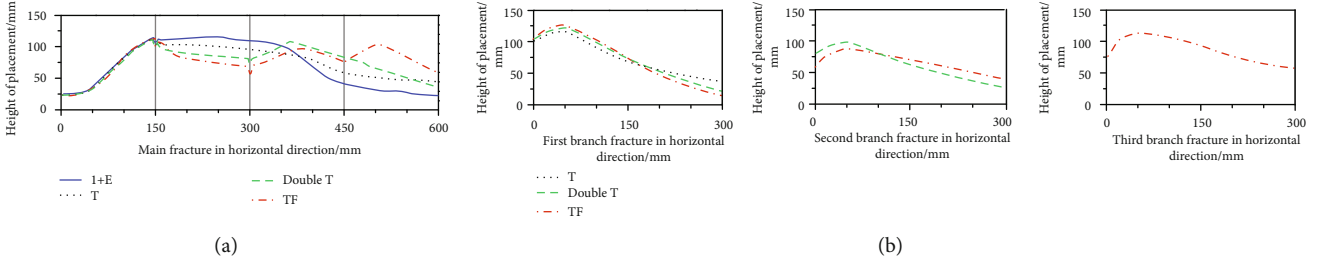 Height of placement/mm
150
100
50
0
0
150
300
450
600
Main fracture in horizontal direction/mm
1+E
T
Double T
TF
(a)
Height of placement/
mm
150
100
50
0
0
150
300
First branch fracture in horizontal
direction/mm
T
Double T
TF
Height of placement/
mm
150
100
50
0
0
150
300
Second branch fracture in horizontal
direction/mm
Height of placement/
mm
150
100
50
0
0
150
300
Third branch fracture in horizontal
direction/mm
(b)